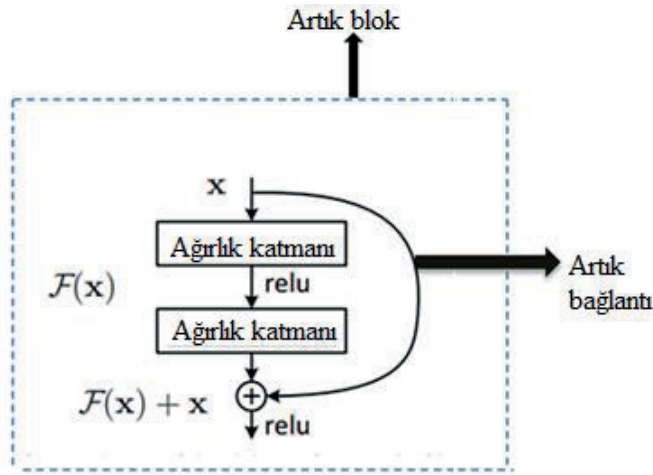 Artık blok
x
Ağırlık katmanı
relu
F(x)
Ağırlık katmanı
F(x) + x
+
relu
Artık
bağlantı